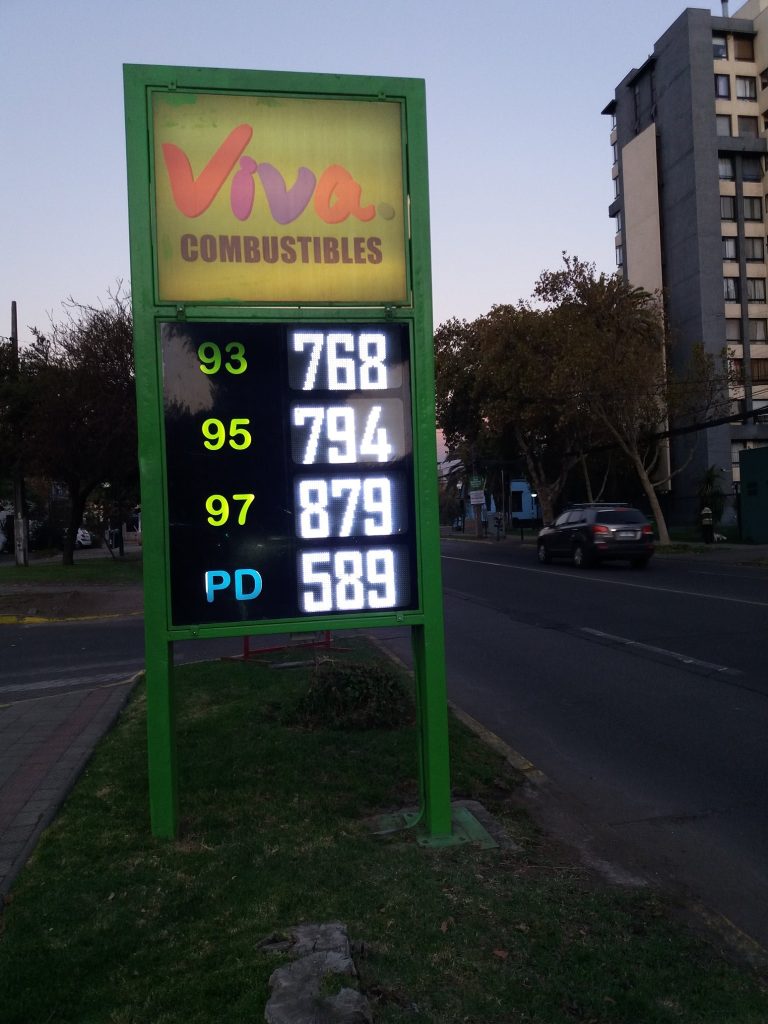 Viva.
COMBUSTIBLES
93 768
95 794
97 879
PD 589